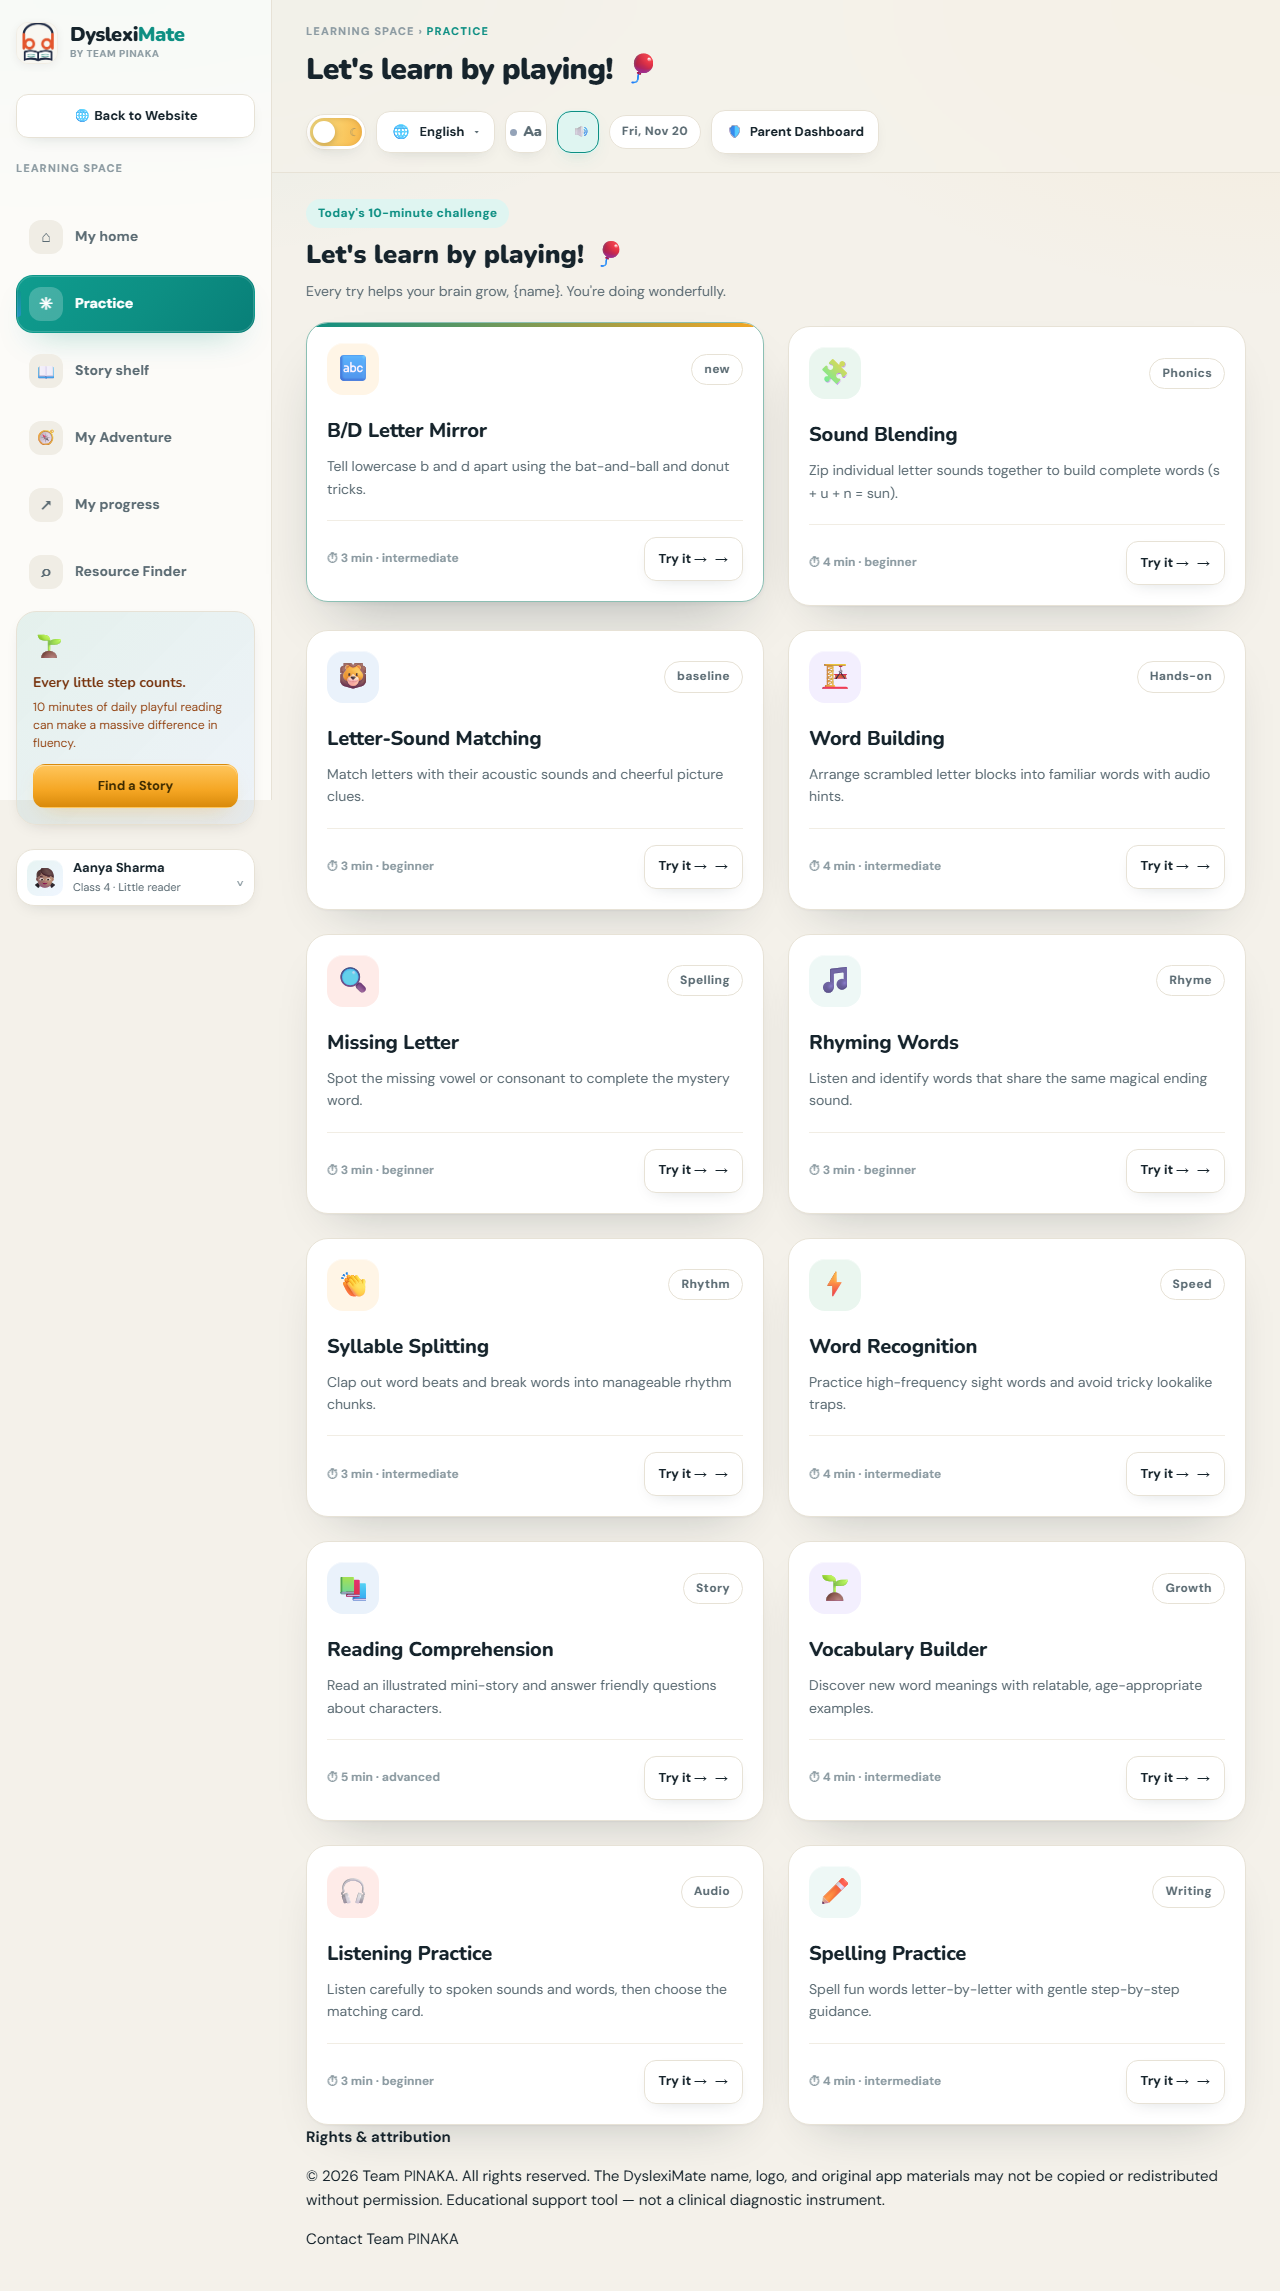 DyslexiMate
BY TEAM PINAKA
Back to Website
LEARNING SPACE
My home
Practice
Story shelf
My Adventure
My progress
Resource Finder
Every little step counts.
10 minutes of daily playful reading
can make a massive difference in
fluency.
Find a Story
Aanya Sharma
Class 4 · Little reader
LEARNING SPACE › PRACTICE
Let's learn by playing!
English
Aa
Fri, Nov 20
Parent Dashboard
Today's 10-minute challenge
Let's learn by playing!
Every try helps your brain grow, {name}. You're doing wonderfully.
abc
new
B/D Letter Mirror
Tell lowercase b and d apart using the bat-and-ball and donut
tricks.
⏱ 3 min · intermediate
Try it → →
Phonics
Sound Blending
Zip individual letter sounds together to build complete words (s
+ u + n = sun).
⏱ 4 min · beginner
Try it → →
baseline
Letter-Sound Matching
Match letters with their acoustic sounds and cheerful picture
clues.
⏱ 3 min · beginner
Try it → →
Hands-on
Word Building
Arrange scrambled letter blocks into familiar words with audio
hints.
⏱ 4 min · intermediate
Try it → →
Spelling
Missing Letter
Spot the missing vowel or consonant to complete the mystery
word.
⏱ 3 min · beginner
Try it → →
Rhyme
Rhyming Words
Listen and identify words that share the same magical ending
sound.
⏱ 3 min · beginner
Try it → →
Rhythm
Syllable Splitting
Clap out word beats and break words into manageable rhythm
chunks.
⏱ 3 min · intermediate
Try it → →
Speed
Word Recognition
Practice high-frequency sight words and avoid tricky lookalike
traps.
⏱ 4 min · intermediate
Try it → →
Story
Reading Comprehension
Read an illustrated mini-story and answer friendly questions
about characters.
⏱ 5 min · advanced
Try it → →
Growth
Vocabulary Builder
Discover new word meanings with relatable, age-appropriate
examples.
⏱ 4 min · intermediate
Try it → →
Audio
Listening Practice
Listen carefully to spoken sounds and words, then choose the
matching card.
⏱ 3 min · beginner
Try it → →
Writing
Spelling Practice
Spell fun words letter-by-letter with gentle step-by-step
guidance.
⏱ 4 min · intermediate
Try it → →
Rights & attribution
© 2026 Team PINAKA. All rights reserved. The DyslexiMate name, logo, and original app materials may not be copied or redistributed
without permission. Educational support tool — not a clinical diagnostic instrument.
Contact Team PINAKA